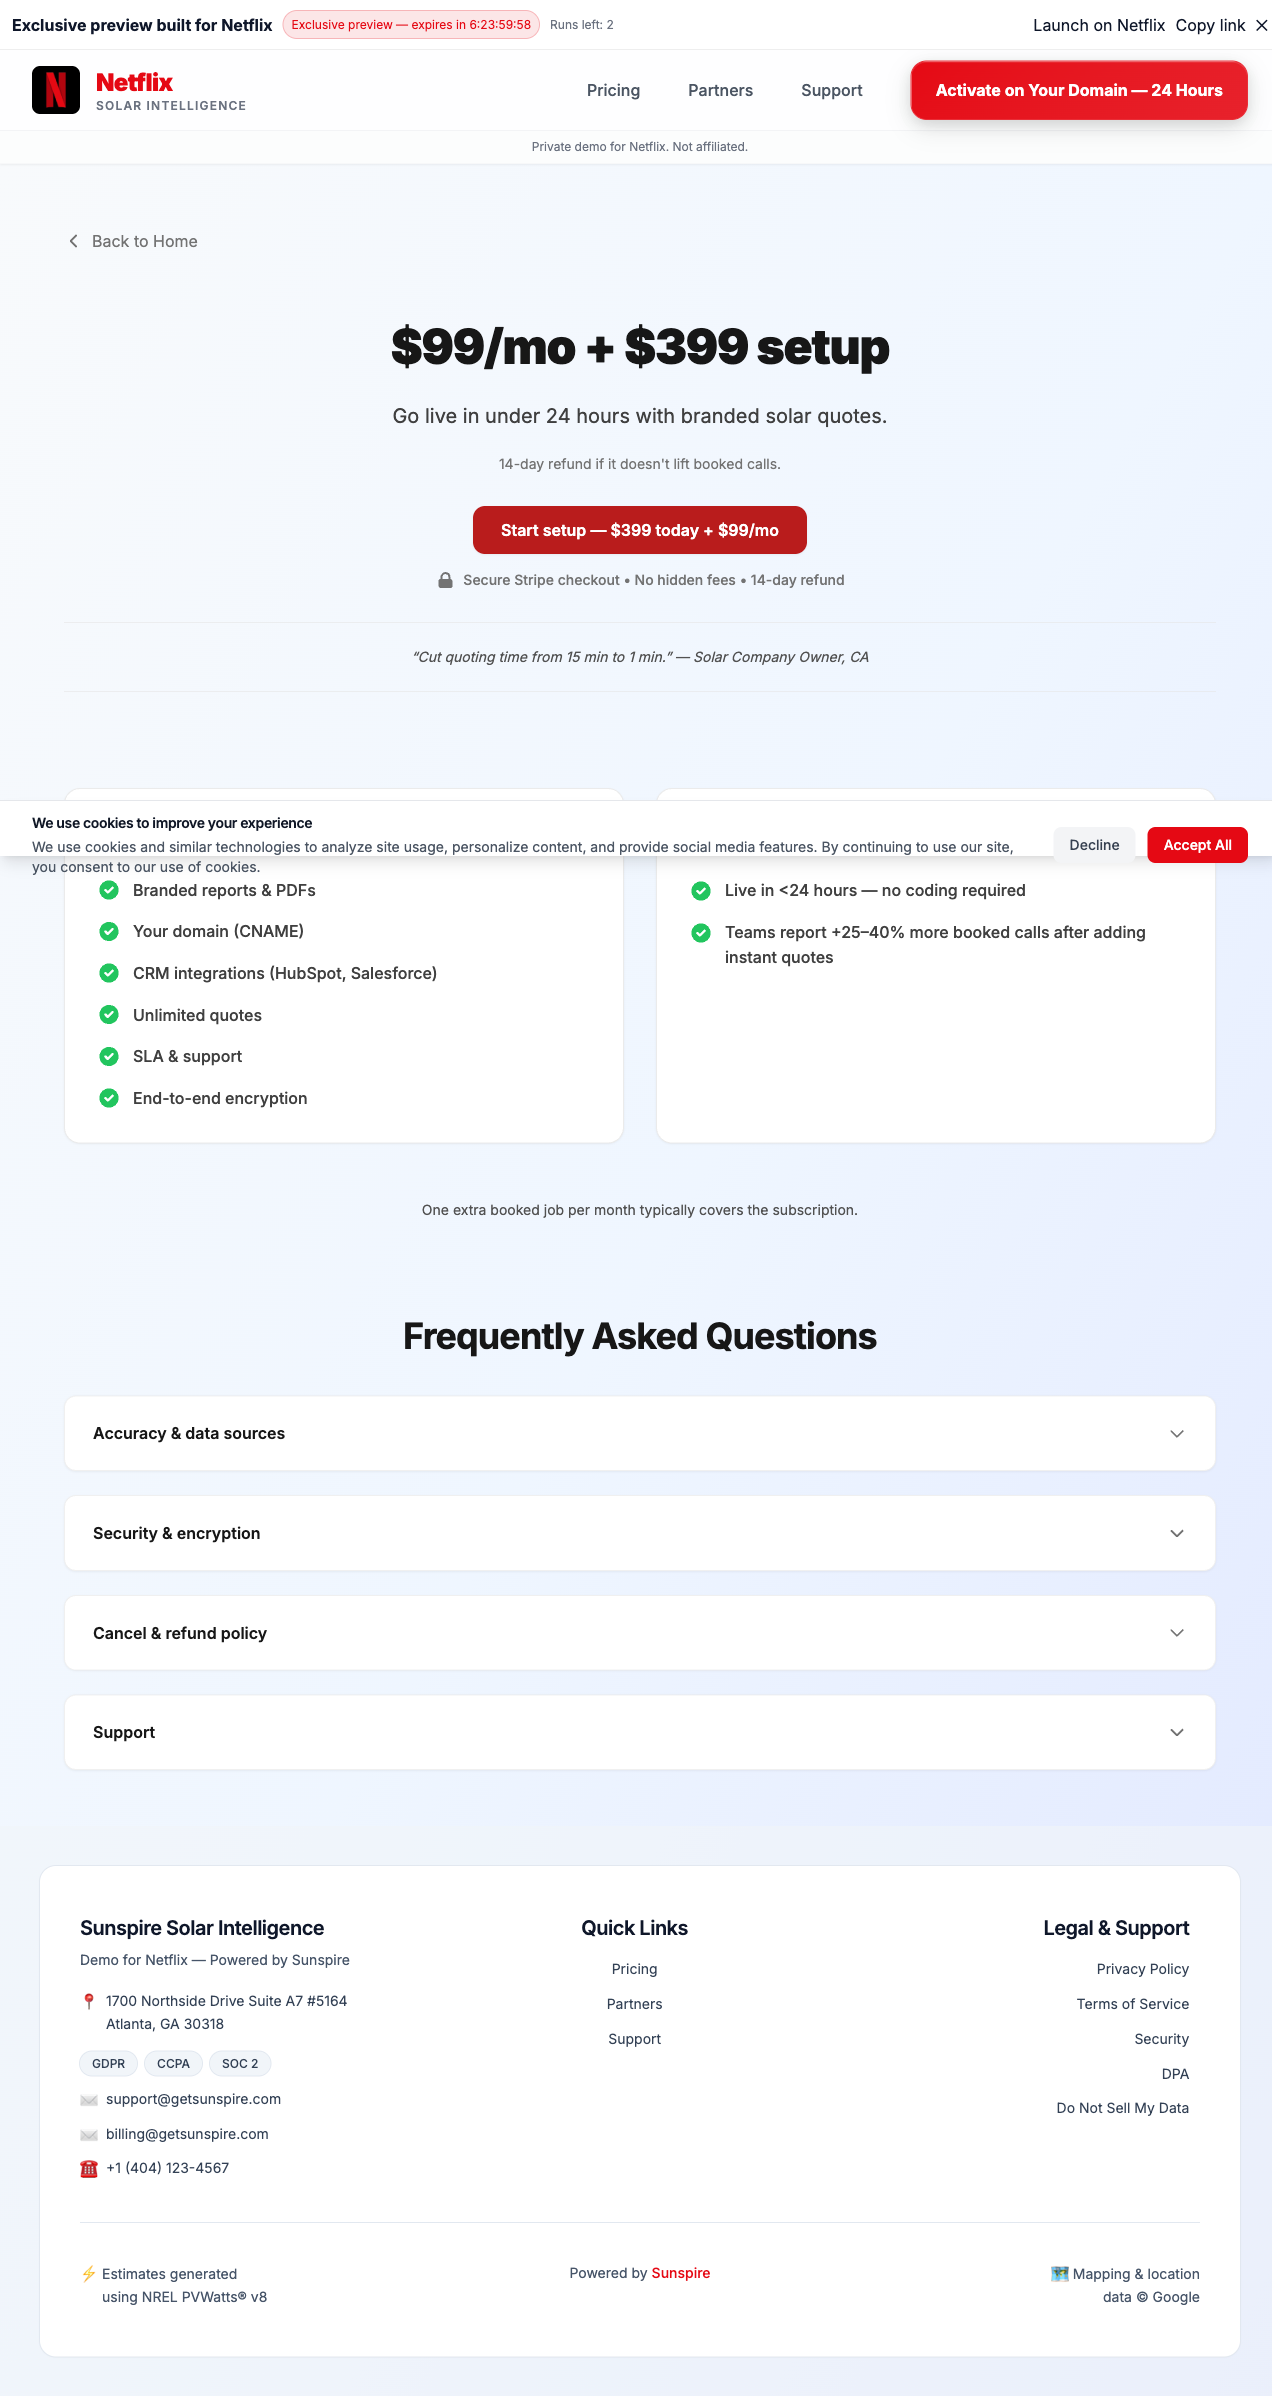 Exclusive preview built for Netflix
Exclusive preview — expires in 6:23:59:58
Runs left: 2
Launch on Netflix
Copy link
Netflix
SOLAR INTELLIGENCE
Pricing
Partners
Support
Activate on Your Domain — 24 Hours
Private demo for Netflix. Not affiliated.
Back to Home
$99/mo + $399 setup
Go live in under 24 hours with branded solar quotes.
14-day refund if it doesn't lift booked calls.
Start setup — $399 today + $99/mo
Secure Stripe checkout • No hidden fees • 14-day refund
“Cut quoting time from 15 min to 1 min.” — Solar Company Owner, CA
We use cookies to improve your experience
We use cookies and similar technologies to analyze site usage, personalize content, and provide social media features. By continuing to use our site,
you consent to our use of cookies.
Decline
Accept All
Branded reports & PDFs
Your domain (CNAME)
CRM integrations (HubSpot, Salesforce)
Unlimited quotes
SLA & support
End-to-end encryption
Live in <24 hours — no coding required
Teams report +25–40% more booked calls after adding
instant quotes
One extra booked job per month typically covers the subscription.
Frequently Asked Questions
Accuracy & data sources
Security & encryption
Cancel & refund policy
Support
Sunspire Solar Intelligence
Demo for Netflix — Powered by Sunspire
1700 Northside Drive Suite A7 #5164
Atlanta, GA 30318
GDPR
CCPA
SOC 2
support@getsunspire.com
billing@getsunspire.com
+1 (404) 123-4567
Quick Links
Pricing
Partners
Support
Legal & Support
Privacy Policy
Terms of Service
Security
DPA
Do Not Sell My Data
Estimates generated
using NREL PVWatts® v8
Powered by Sunspire
Mapping & location
data © Google